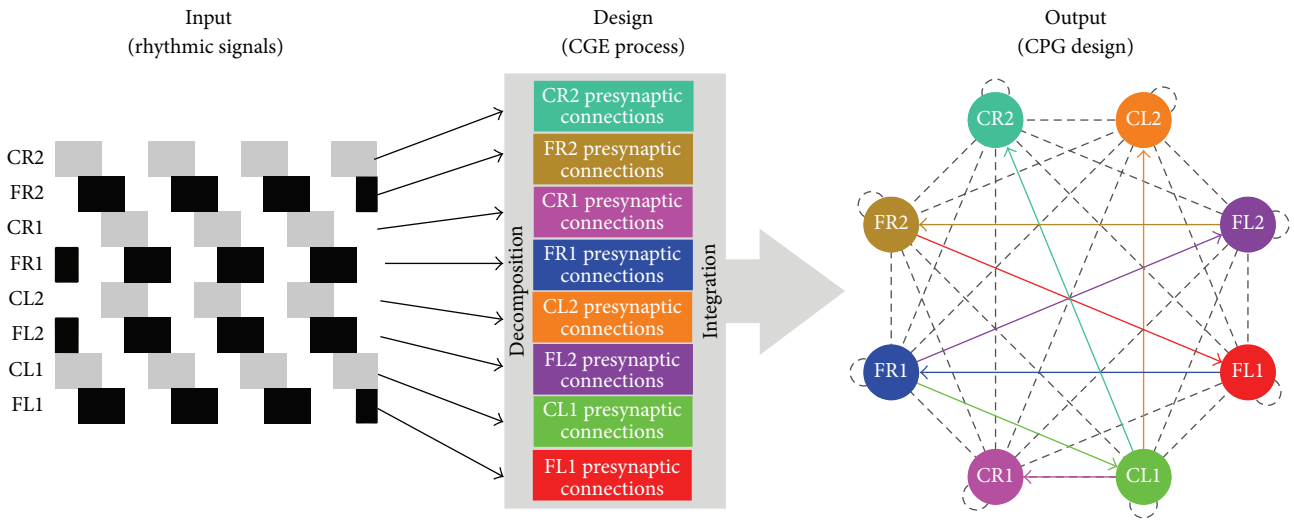 Input
(rhythmic signals)
CR2
FR2
CR1
FR1
CL2
FL2
CL1
FL1
Design
(CGE process)
Decomposition
CR2 presynaptic
connections
FR2 presynaptic
connections
CR1 presynaptic
connections
FR1 presynaptic
connections
CL2 presynaptic
connections
FL2 presynaptic
connections
CL1 presynaptic
connections
FL1 presynaptic
connections
Integration
Output
(CPG design)
CR2
CL2
FR2
FL2
FR1
FL1
CR1
CL1